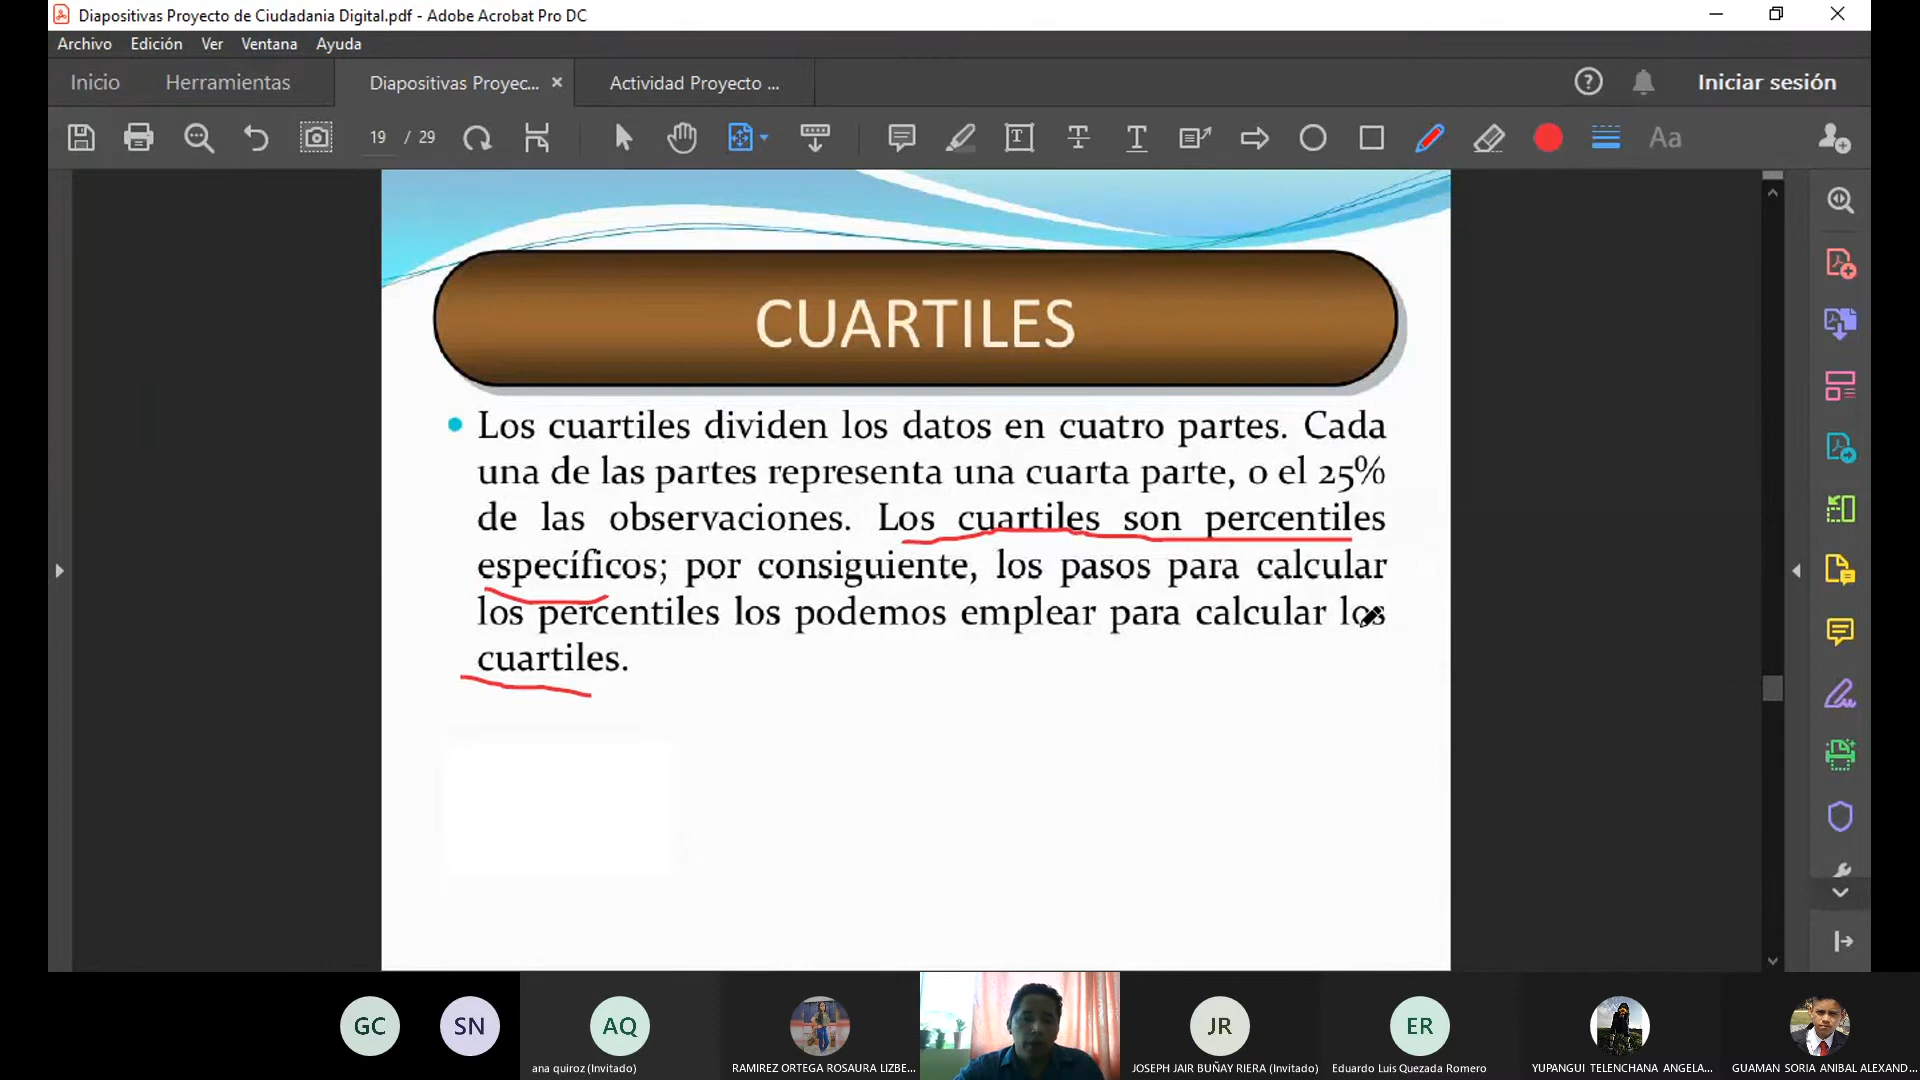 Diapositivas Proyecto de Ciudadania Digital.pdf - Adobe Acrobat Pro DC
Archivo Edición Ver Ventana Ayuda
Inicio Herramientas Diapositivas Proyec... Actividad Proyecto ... Iniciar sesión
19 / 29 Aa
CUARTILES
Los cuartiles dividen los datos en cuatro partes. Cada
una de las partes representa una cuarta parte, o el 25%
de las observaciones. Los cuartiles son percentiles
específicos; por consiguiente, los pasos para calcular
los percentiles los podemos emplear para calcular los
cuartiles.
GC SN AQ JR ER
ana quiroz (Invitado) RAMIREZ ORTEGA ROSAURA LIZBE... JOSEPH JAIR BUÑAY RIERA (Invitado) Eduardo Luis Quezada Romero YUPANGUI TELENCHANA ANGELA... GUAMAN SORIA ANIBAL ALEXAND...